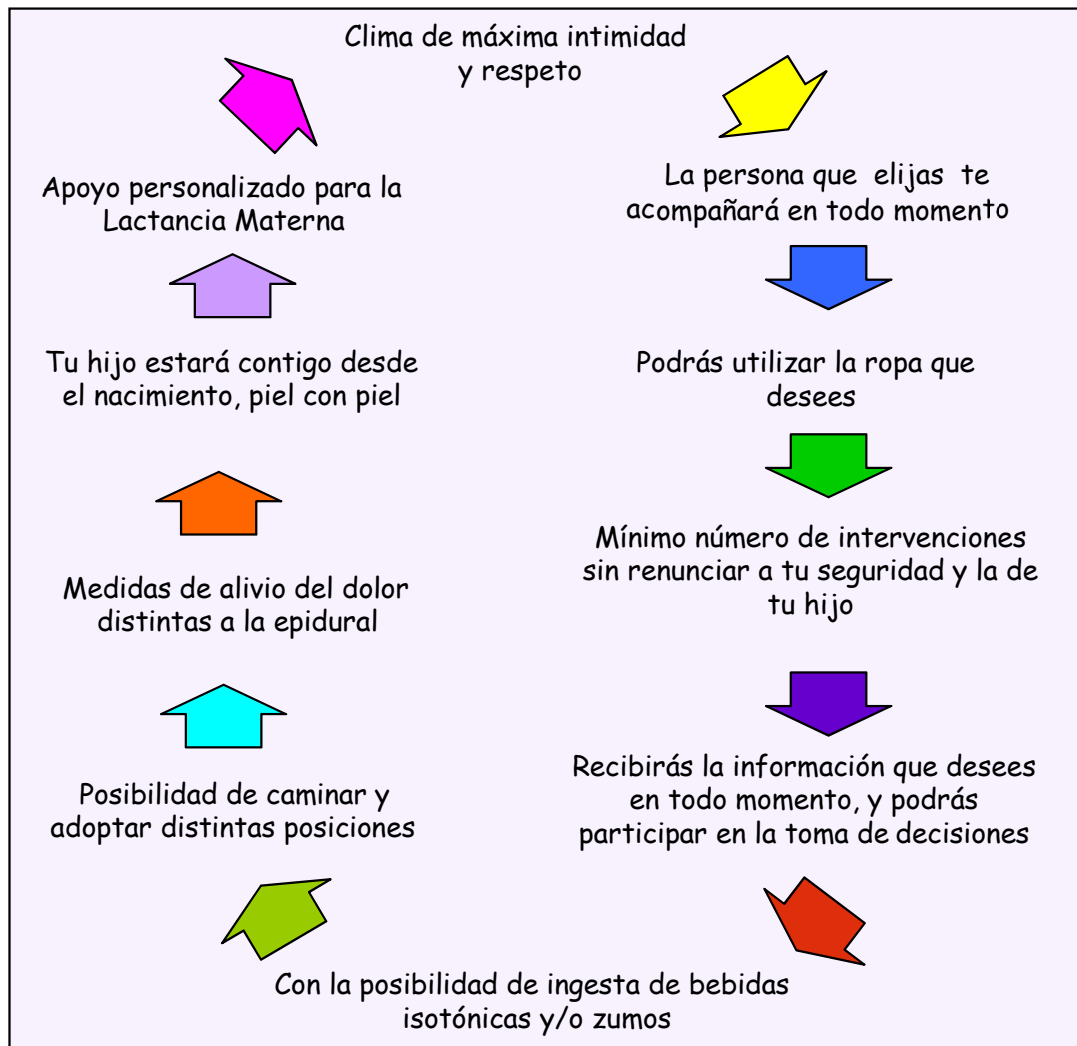 Clima de máxima intimidad
y respeto
La persona que elijas te
acompañará en todo momento
Podrás utilizar la ropa que
desees
Mínimo número de intervenciones
sin renunciar a tu seguridad y la de
tu hijo
Recibirás la información que desees
en todo momento, y podrás
participar en la toma de decisiones
Con la posibilidad de ingesta de bebidas
isotónicas y/o zumos
Posibilidad de caminar y
adoptar distintas posiciones
Medidas de alivio del dolor
distintas a la epidural
Tu hijo estará contigo desde
el nacimiento, piel con piel
Apoyo personalizado para la
Lactancia Materna